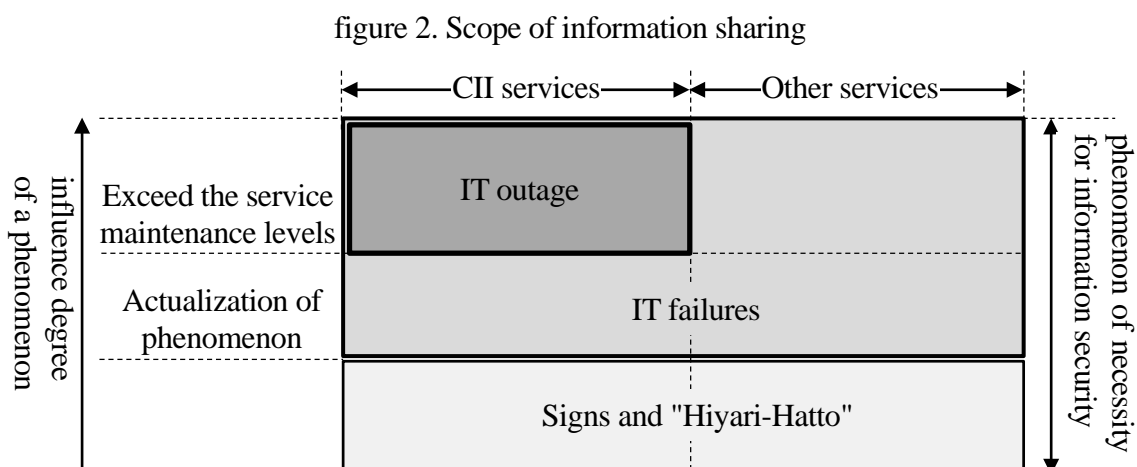 figure 2. Scope of information sharing
CII services
Other services
influence degree
of a phenomenon
Exceed the service
maintenance levels
IT outage
Actualization of
phenomenon
IT failures
Signs and "Hiyari-Hatto"
phenomenon of necessity
for information security